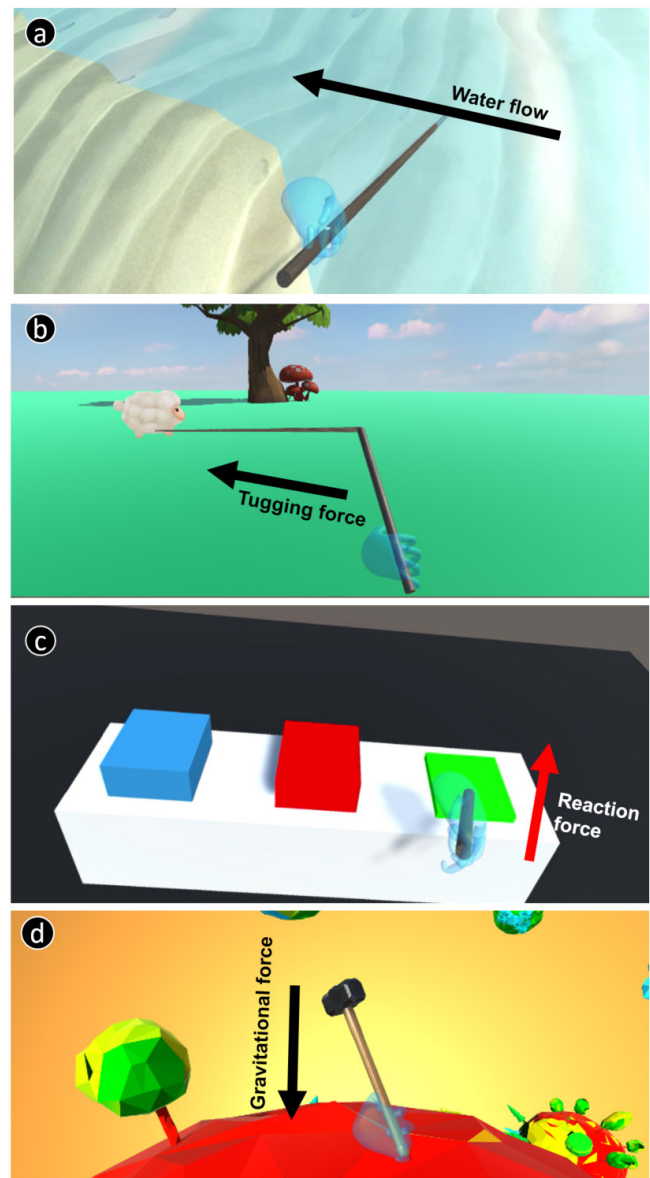 a
Water flow
b
Tugging force
c
Reaction
force
d
Gravitational force